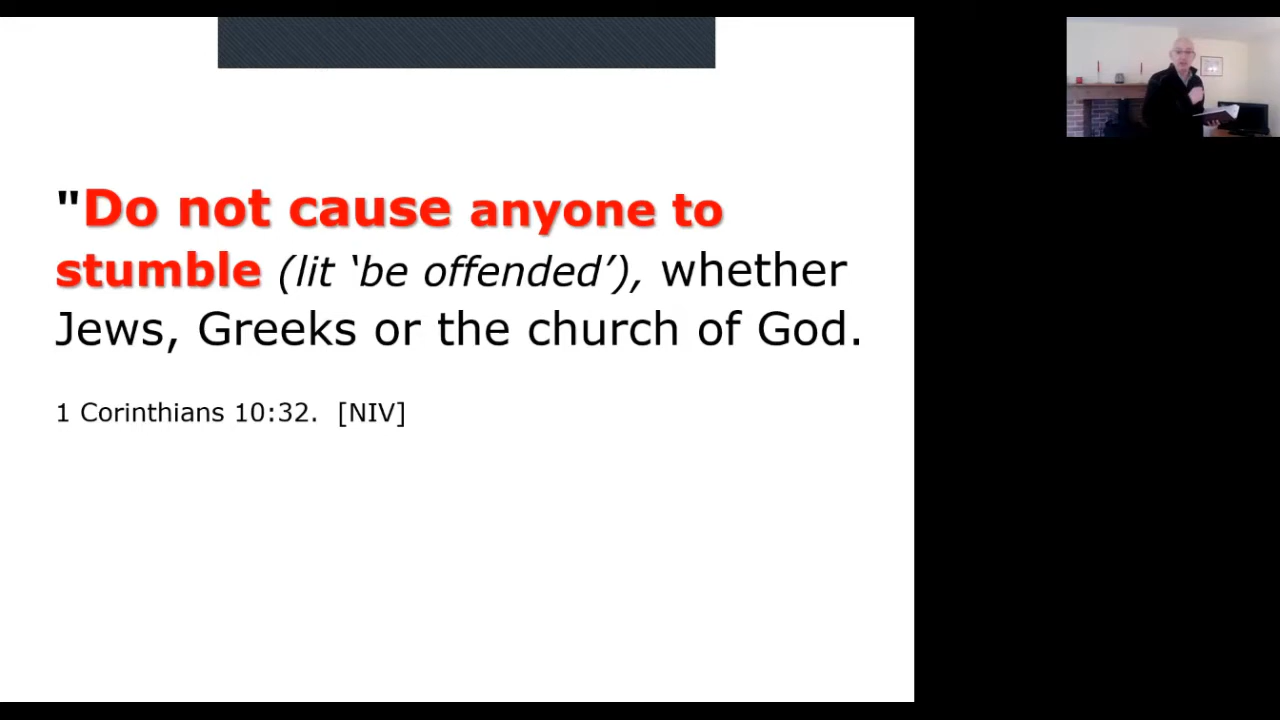 "Do not cause anyone to
stumble (lit ‘be offended’), whether
Jews, Greeks or the church of God.
1 Corinthians 10:32. [NIV]